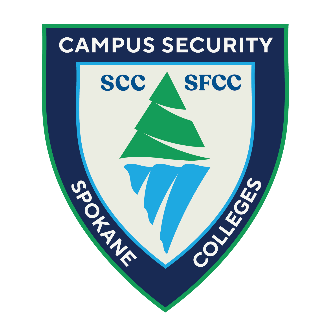 CAMPUS SECURITY
SCC SFCC
SPOKANE
COLLEGES